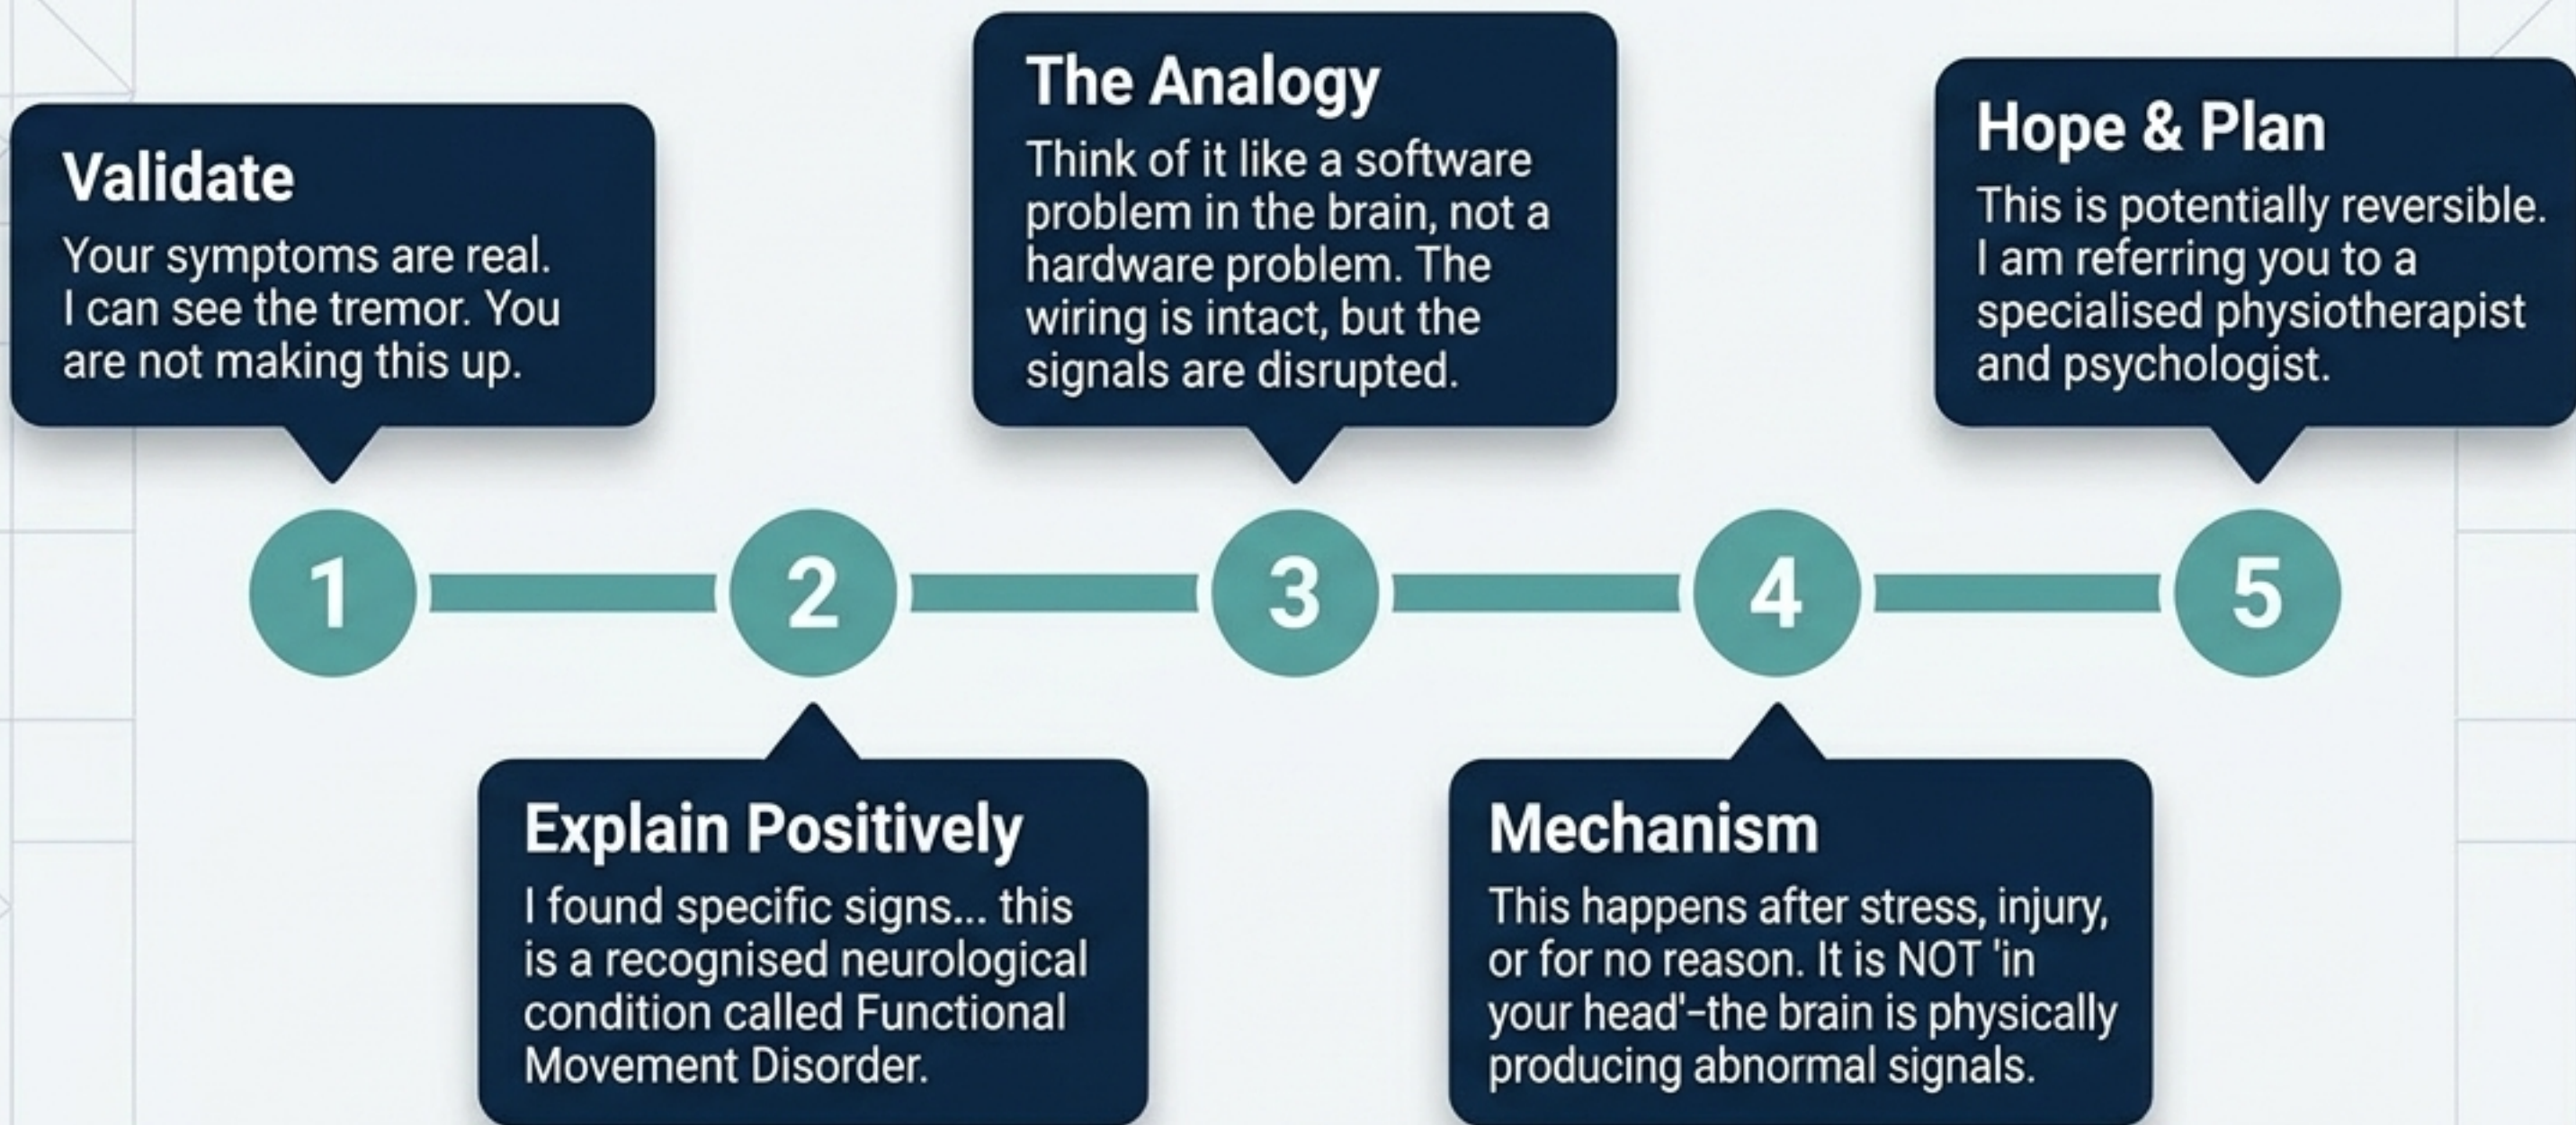 Validate
Your symptoms are real.
I can see the tremor. You
are not making this up.
The Analogy
Think of it like a software
problem in the brain, not a
hardware problem. The
wiring is intact, but the
signals are disrupted.
Hope & Plan
This is potentially reversible.
I am referring you to a
specialised physiotherapist
and psychologist.
1
2
3
4
5
Explain Positively
I found specific signs... this
is a recognised neurological
condition called Functional
Movement Disorder.
Mechanism
This happens after stress, injury,
or for no reason. It is NOT 'in
your head'–the brain is physically
producing abnormal signals.